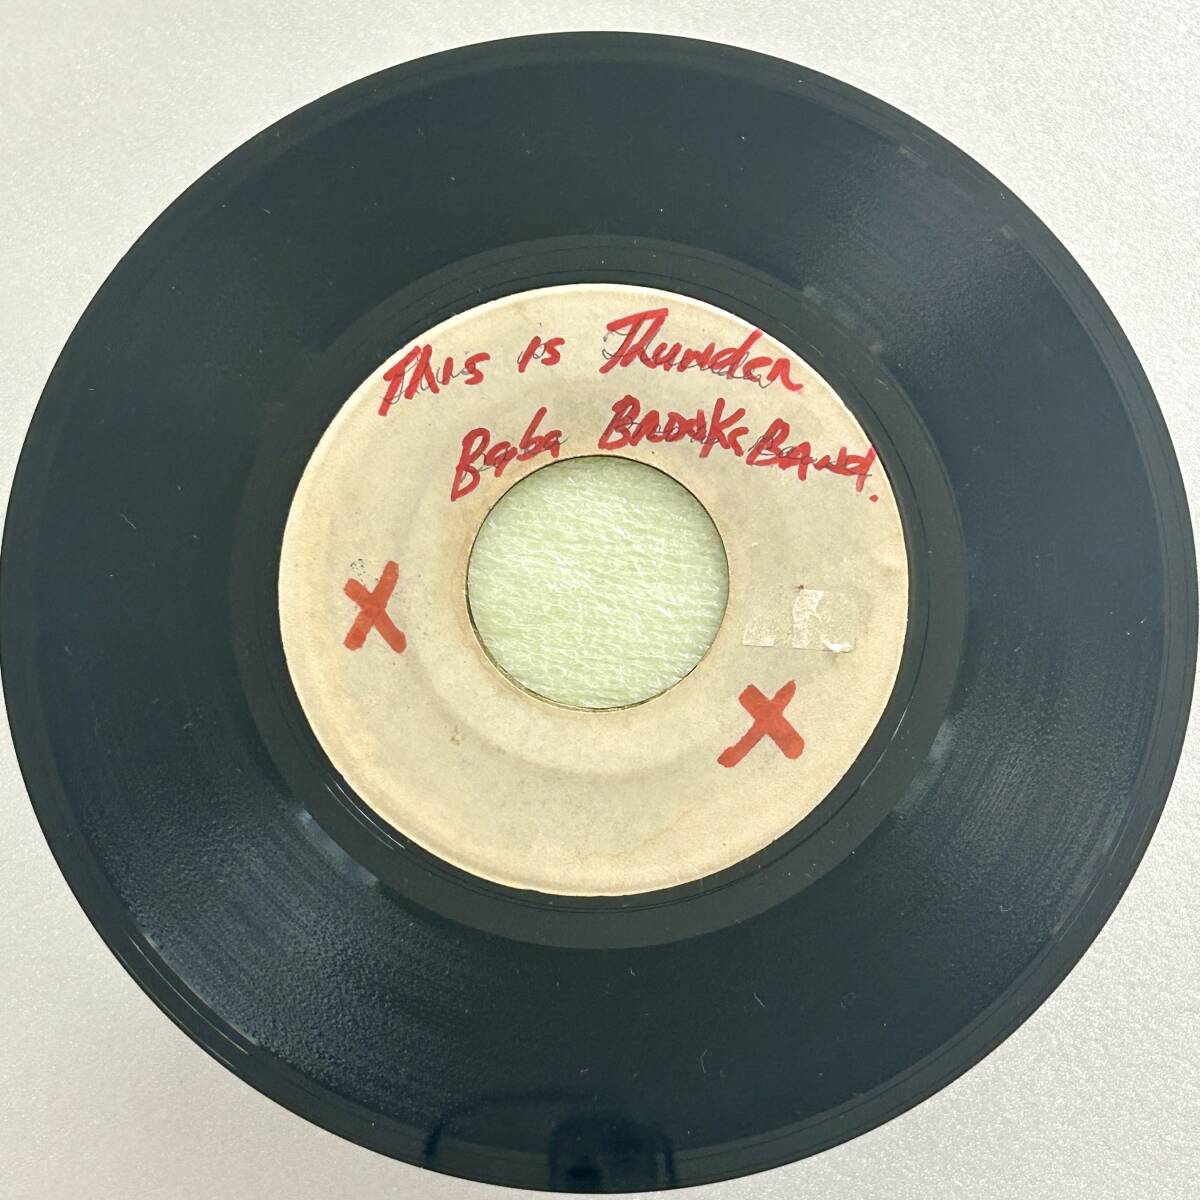 This is Thunder
Baba Brooks Band.
X
X